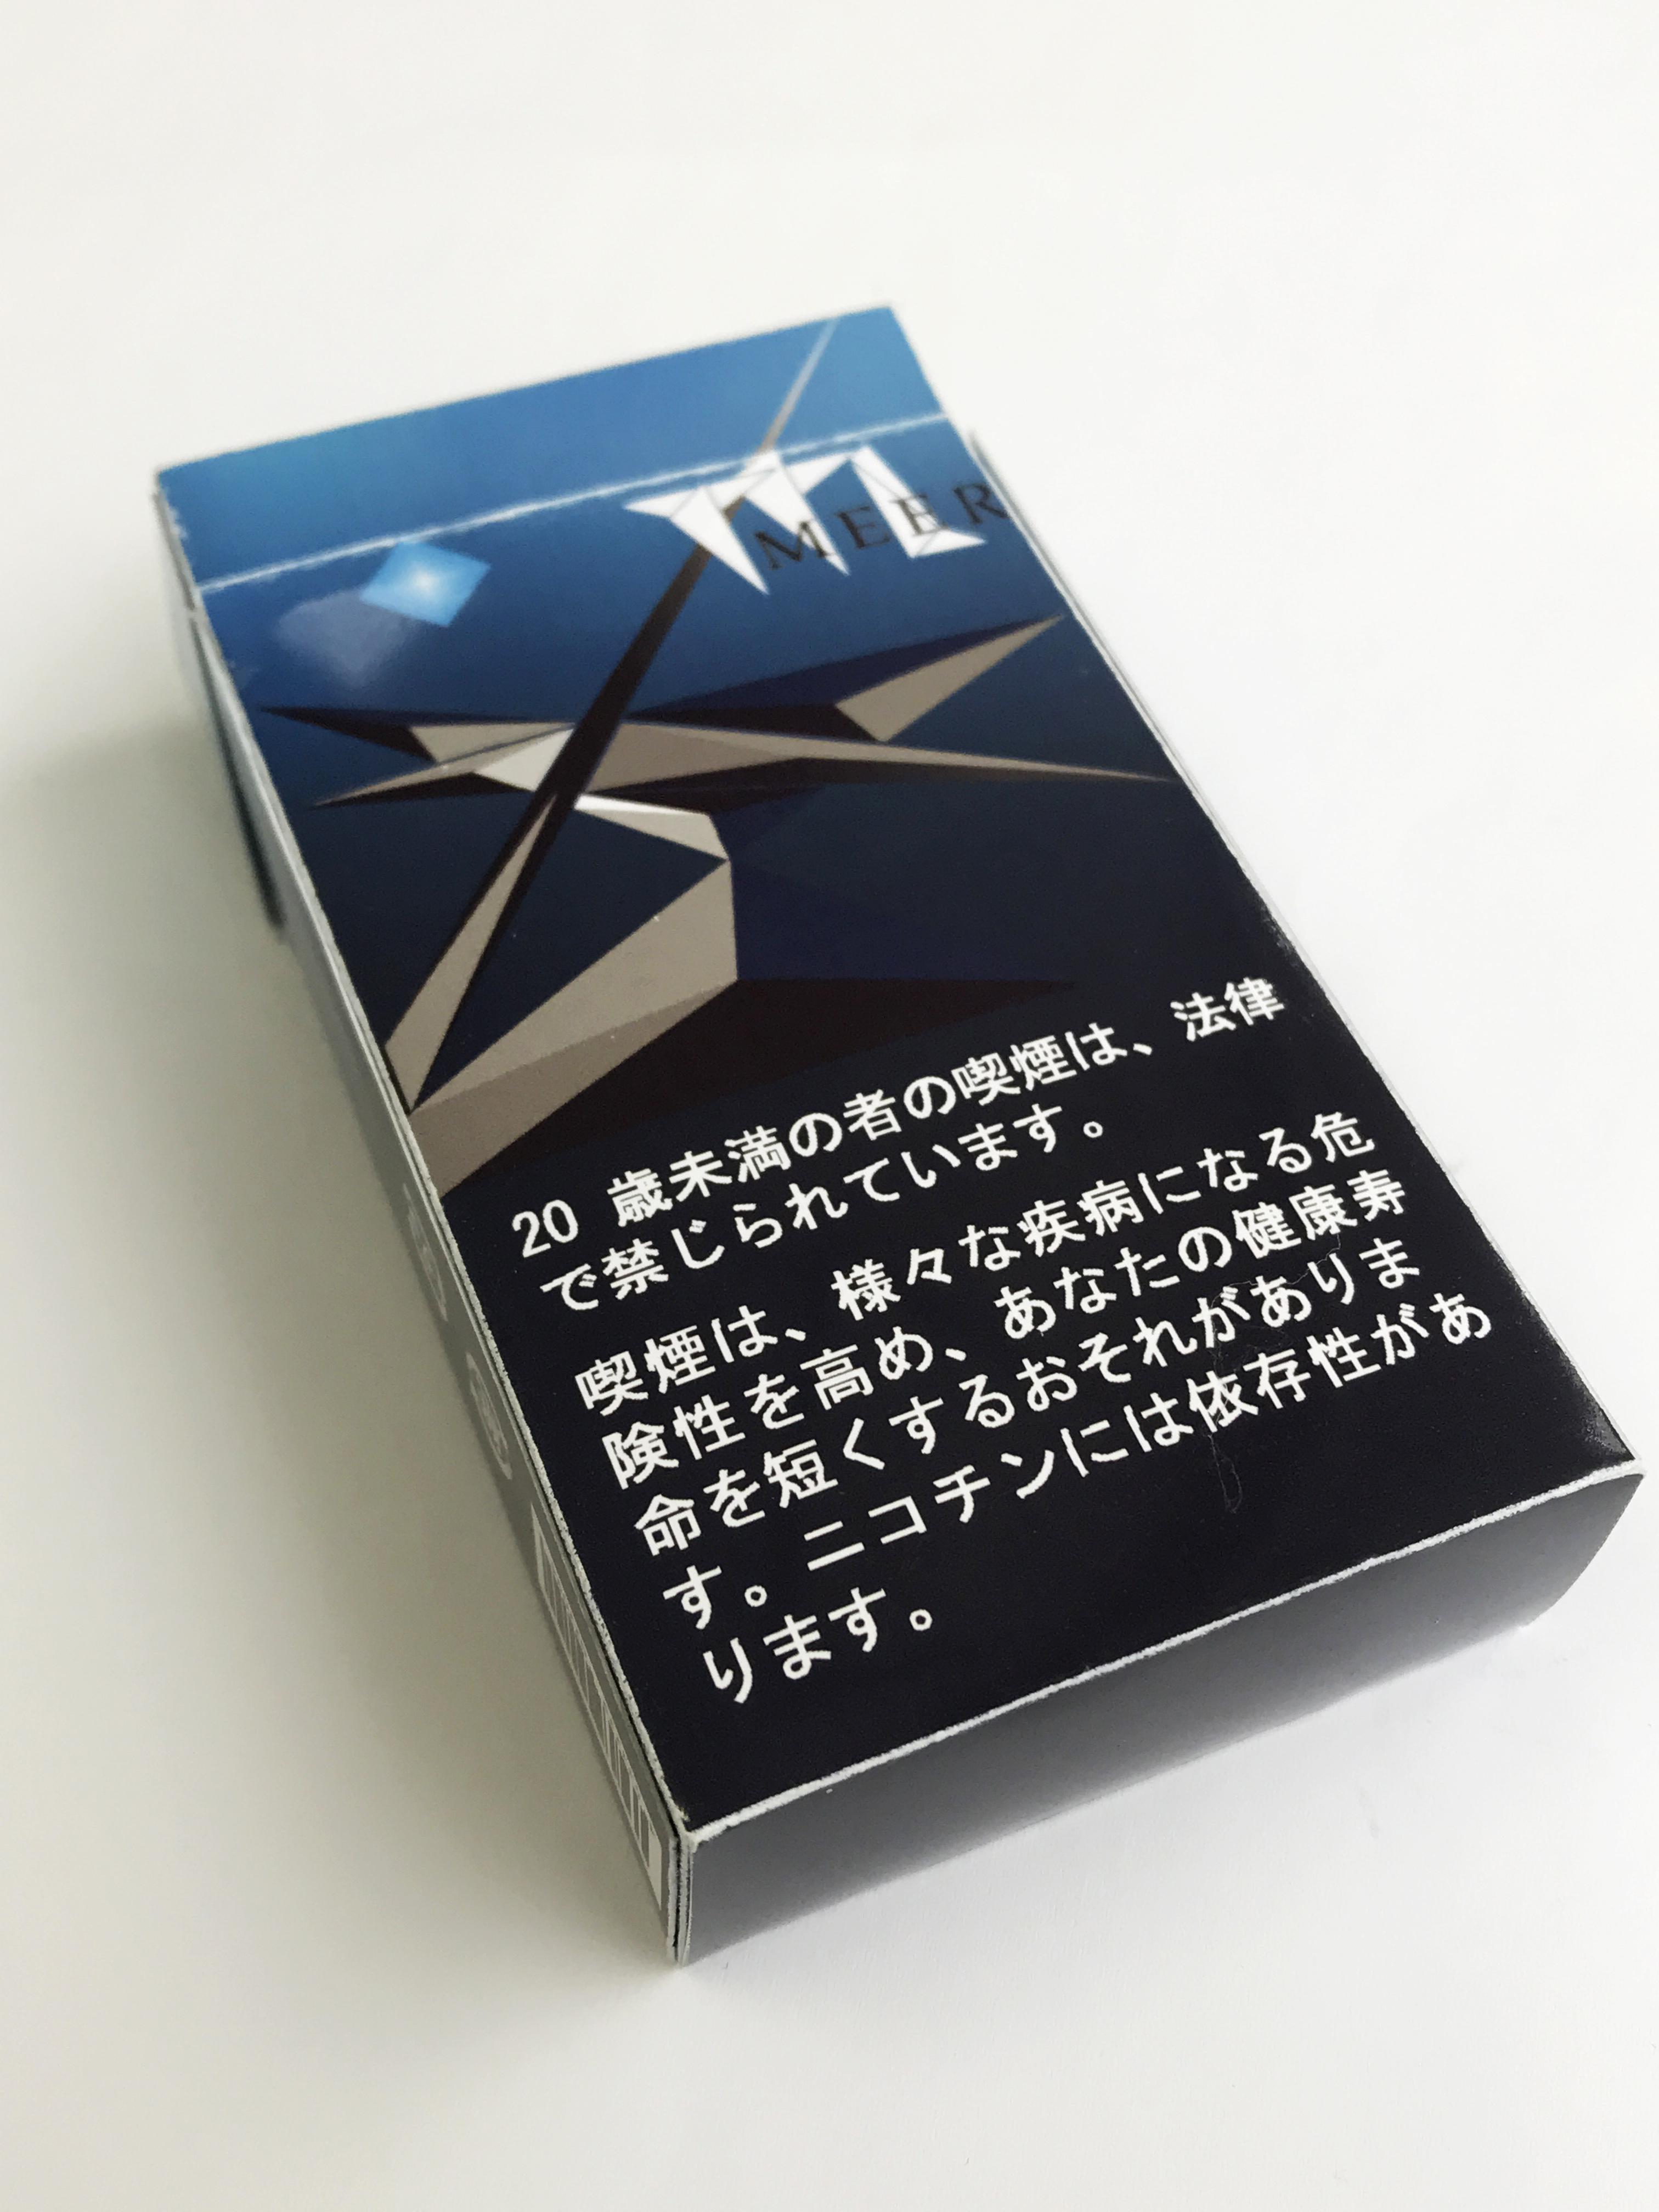 MEER
20 歳未満の者の喫煙は、法律
で禁じられています。
喫煙は、様々な疾病になる危
険性を高め、あなたの健康寿
命を短くするおそれがありま
す。ニコチンには依存性があ
ります。